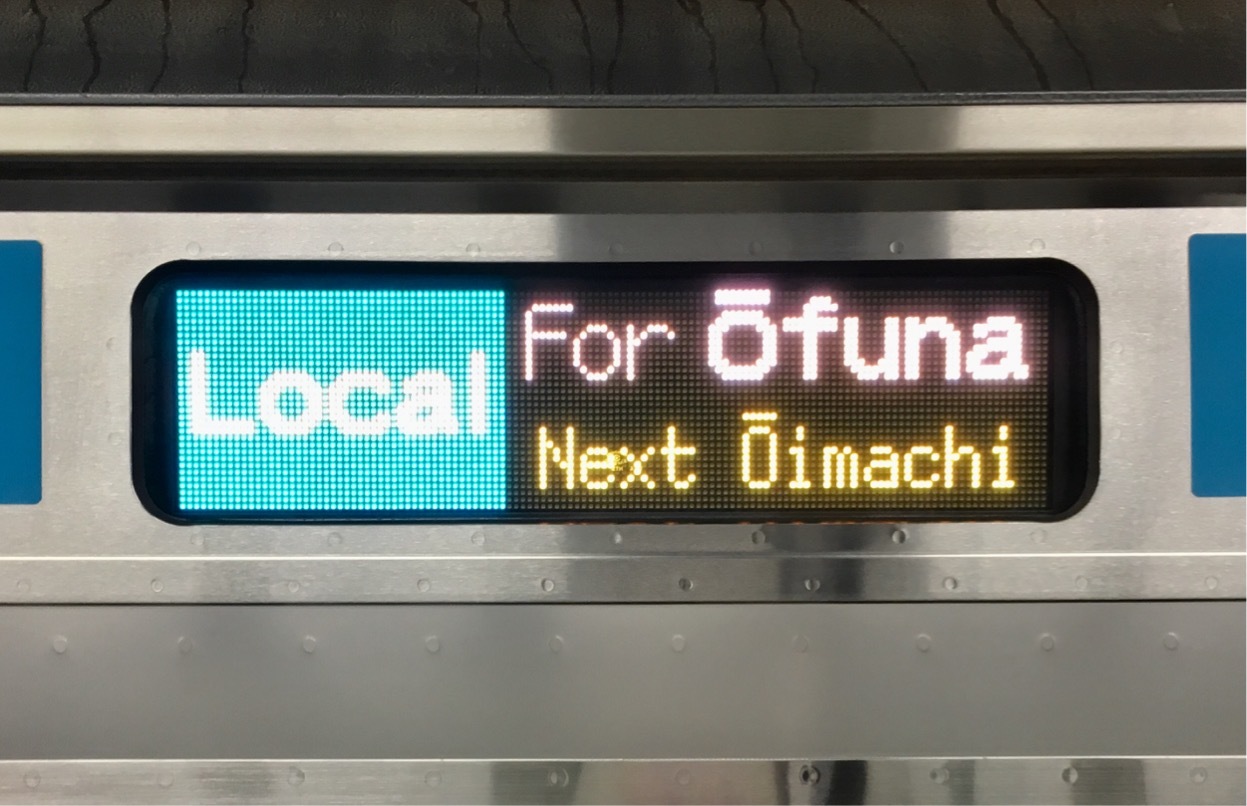 Local
For Ōfuna
Next Ōimachi